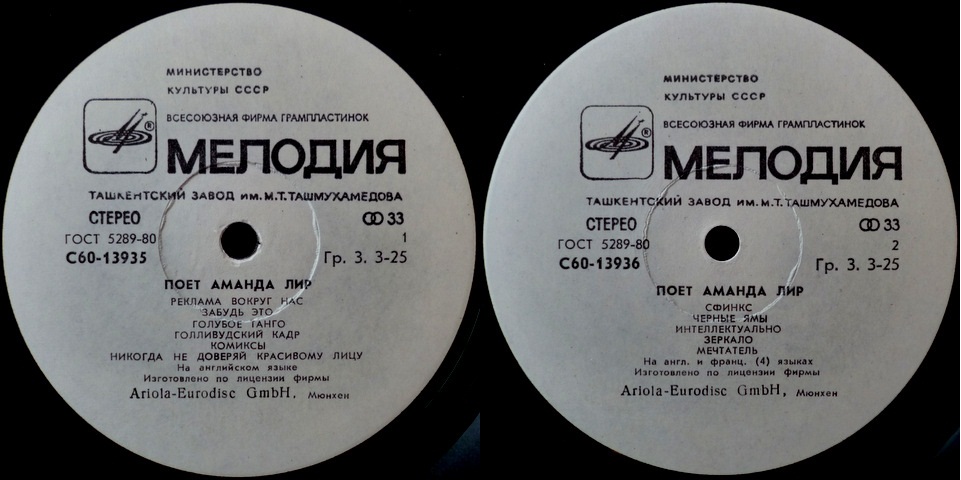 МИНИСТЕРСТВО
КУЛЬТУРЫ СССР
ВСЕСОЮЗНАЯ ФИРМА ГРАМПЛАСТИНОК
®
МЕЛОДИЯ
ТАШКЕНТСКИЙ ЗАВОД им. М.Т. ТАШМУХАМЕДОВА
СТЕРЕО 33
ГОСТ 5289-80 1
С60-13935 Гр. 3. 3-25
ПОЕТ АМАНДА ЛИР
РЕКЛАМА ВОКРУГ НАС
ЗАБУДЬ ЭТО
ГОЛУБОЕ ТАНГО
ГОЛЛИВУДСКИЙ КАДР
КОМИКСЫ
НИКОГДА НЕ ДОВЕРЯЙ КРАСИВОМУ ЛИЦУ
На английском языке
Изготовлено по лицензии фирмы
Ariola-Eurodisc GmbH, Мюнхен
МИНИСТЕРСТВО
КУЛЬТУРЫ СССР
ВСЕСОЮЗНАЯ ФИРМА ГРАМПЛАСТИНОК
®
МЕЛОДИЯ
ТАШКЕНТСКИЙ ЗАВОД им. М.Т. ТАШМУХАМЕДОВА
СТЕРЕО 33
ГОСТ 5289-80 2
С60-13936 Гр. 3. 3-25
ПОЕТ АМАНДА ЛИР
СФИНКС
ЧЕРНЫЕ ЯМЫ
ИНТЕЛЛЕКТУАЛЬНО
ЗЕРКАЛО
МЕЧТАТЕЛЬ
На англ. и франц. (4) языках
Изготовлено по лицензии фирмы
Ariola-Eurodisc GmbH, Мюнхен